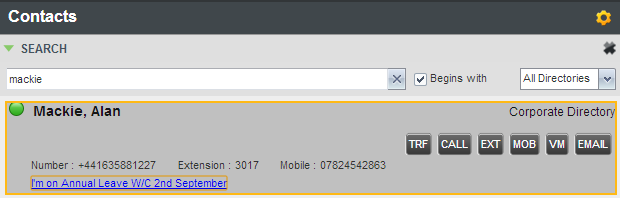 Contacts
SEARCH
mackie Begins with All Directories
Mackie, Alan Corporate Directory
TRF CALL EXT MOB VM EMAIL
Number : +441635881227 Extension : 3017 Mobile : 07824542863
I'm on Annual Leave W/C 2nd September